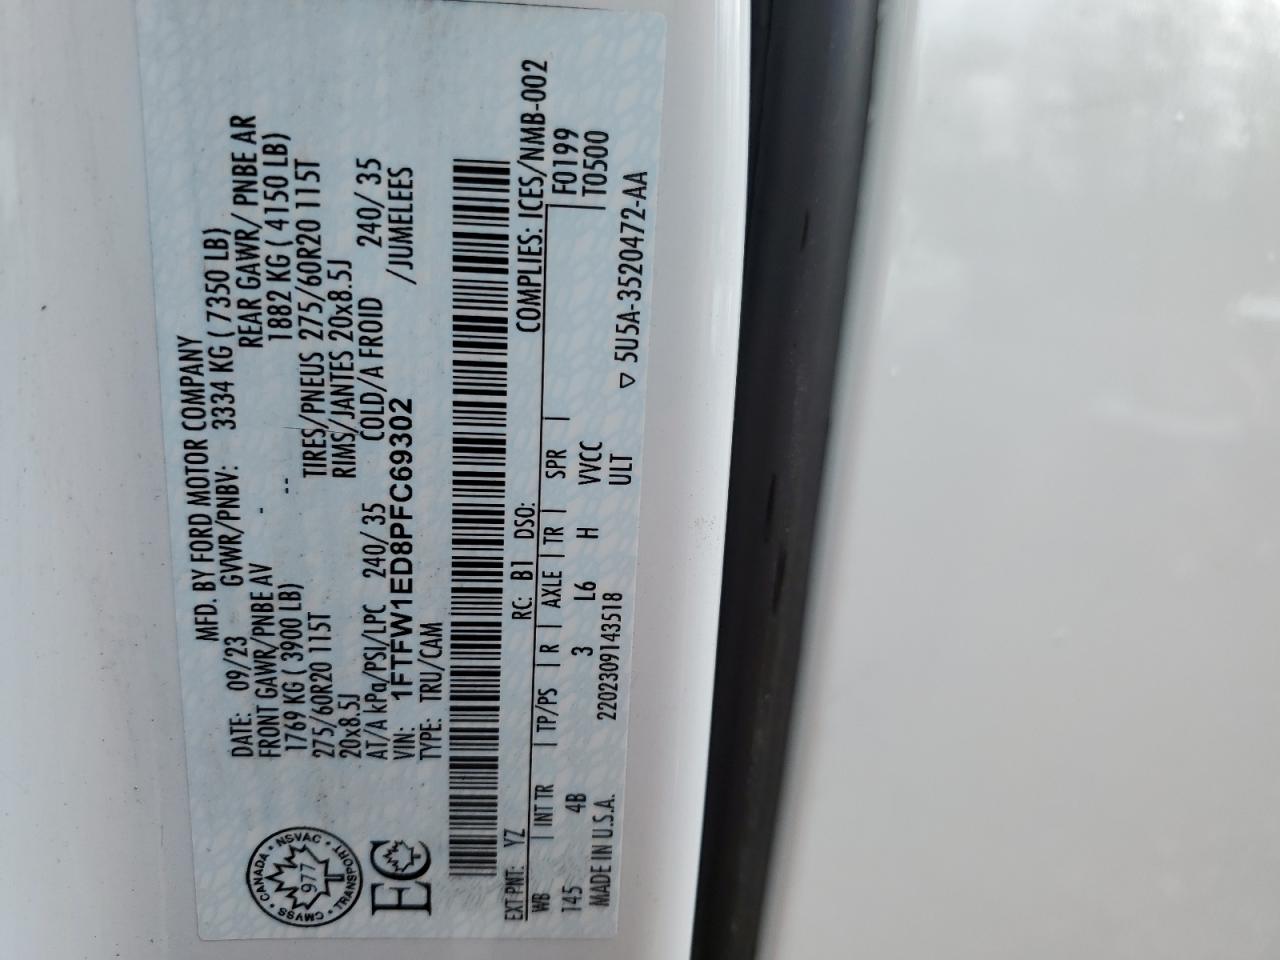 MFD. BY FORD MOTOR COMPANY
DATE: 09/23 GVWR/PNBV: 3334 KG ( 7350 LB)
FRONT GAWR/PNBE AV - -- REAR GAWR/ PNBE AR
1769 KG ( 3900 LB) 1882 KG ( 4150 LB)
275/60R20 115T TIRES/PNEUS 275/60R20 115T
20x8.5J RIMS/JANTES 20x8.5J
AT/A kPa/PSI/LPC 240/ 35 COLD/A FROID 240/ 35
VIN: 1FTFW1ED8PFC69302 /JUMELEES
TYPE: TRU/CAM
CANADA • NSVAC • TRANSPORT • CMVSS •
977
EC
COMPLIES: ICES/NMB-002
EXT PNT: YZ RC: B1 DSO: F0199
WB | INT TR | TP/PS | R | AXLE | TR | SPR | T0500
145 4B 3 L6 H VVCC
MADE IN U.S.A. 2202309143518 ULT ▽ 5U5A-3520472-AA